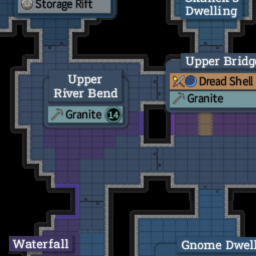 Storage Rift
Dwelling
Upper
River Bend
Granite 14
Upper Bridge
Dread Shell
Granite
Waterfall
Gnome Dwell